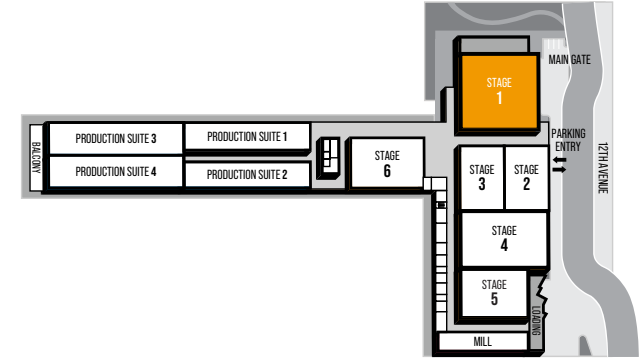 STAGE
1
MAIN GATE
PARKING
ENTRY
12TH AVENUE
BALCONY
PRODUCTION SUITE 3
PRODUCTION SUITE 1
PRODUCTION SUITE 4
PRODUCTION SUITE 2
STAGE
6
STAGE
3
STAGE
2
STAGE
4
STAGE
5
LOADING
MILL